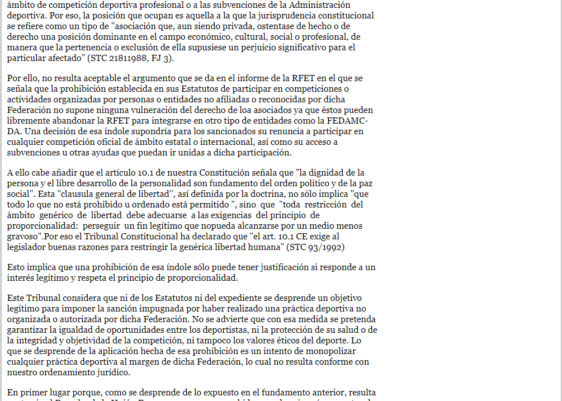 ámbito de competición deportiva profesional o a las subvenciones de la Administración
deportiva. Por eso, la posición que ocupan es aquella a la que la jurisprudencia constitucional
se refiere como un tipo de "asociación que, aun siendo privada, ostentase de hecho o de
derecho una posición dominante en el campo económico, cultural, social o profesional, de
manera que la pertenencia o exclusión de ella supusiese un perjuicio significativo para el
particular afectado" (STC 21811988, FJ 3).
Por ello, no resulta aceptable el argumento que se da en el informe de la RFET en el que se
señala que la prohibición establecida en sus Estatutos de participar en competiciones o
actividades organizadas por personas o entidades no afiliadas o reconocidas por dicha
Federación no supone ninguna vulneración del derecho de loa asociados ya que éstos pueden
libremente abandonar la RFET para integrarse en otro tipo de entidades como la FEDAMC-
DA. Una decisión de esa índole supondría para los sancionados su renuncia a participar en
cualquier competición oficial de ámbito estatal o internacional, así como su acceso a
subvenciones u otras ayudas que puedan ir unidas a dicha participación.
A ello cabe añadir que el artículo 10.1 de nuestra Constitución señala que "la dignidad de la
persona y el libre desarrollo de la personalidad son fundamento del orden político y de la paz
social". Esta "clausula general de libertad", así definida por la doctrina, no sólo implica "que
todo lo que no está prohibido u ordenado está permitido ", sino que "toda restricción del
ámbito genérico de libertad debe adecuarse a las exigencias del principio de
proporcionalidad: perseguir un fin legítimo que nopueda alcanzarse por un medio menos
gravoso".Por eso el Tribunal Constitucional ha declarado que "el art. 10.1 CE exige al
legislador buenas razones para restringir la genérica libertad humana" (STC 93/1992)
Esto implica que una prohibición de esa índole sólo puede tener justificación si responde a un
interés legítimo y respeta el principio de proporcionalidad.
Este Tribunal considera que ni de los Estatutos ni del expediente se desprende un objetivo
legítimo para imponer la sanción impugnada por haber realizado una práctica deportiva no
organizada o autorizada por dicha Federación. No se advierte que con esa medida se pretenda
garantizar la igualdad de oportunidades entre los deportistas, ni la protección de su salud o de
la integridad y objetividad de la competición, ni tampoco los valores éticos del deporte. Lo
que se desprende de la aplicación hecha de esa prohibición es un intento de monopolizar
cualquier práctica deportiva al margen de dicha Federación, lo cual no resulta conforme con
nuestro ordenamiento jurídico.
En primer lugar porque, como se desprende de lo expuesto en el fundamento anterior, resulta